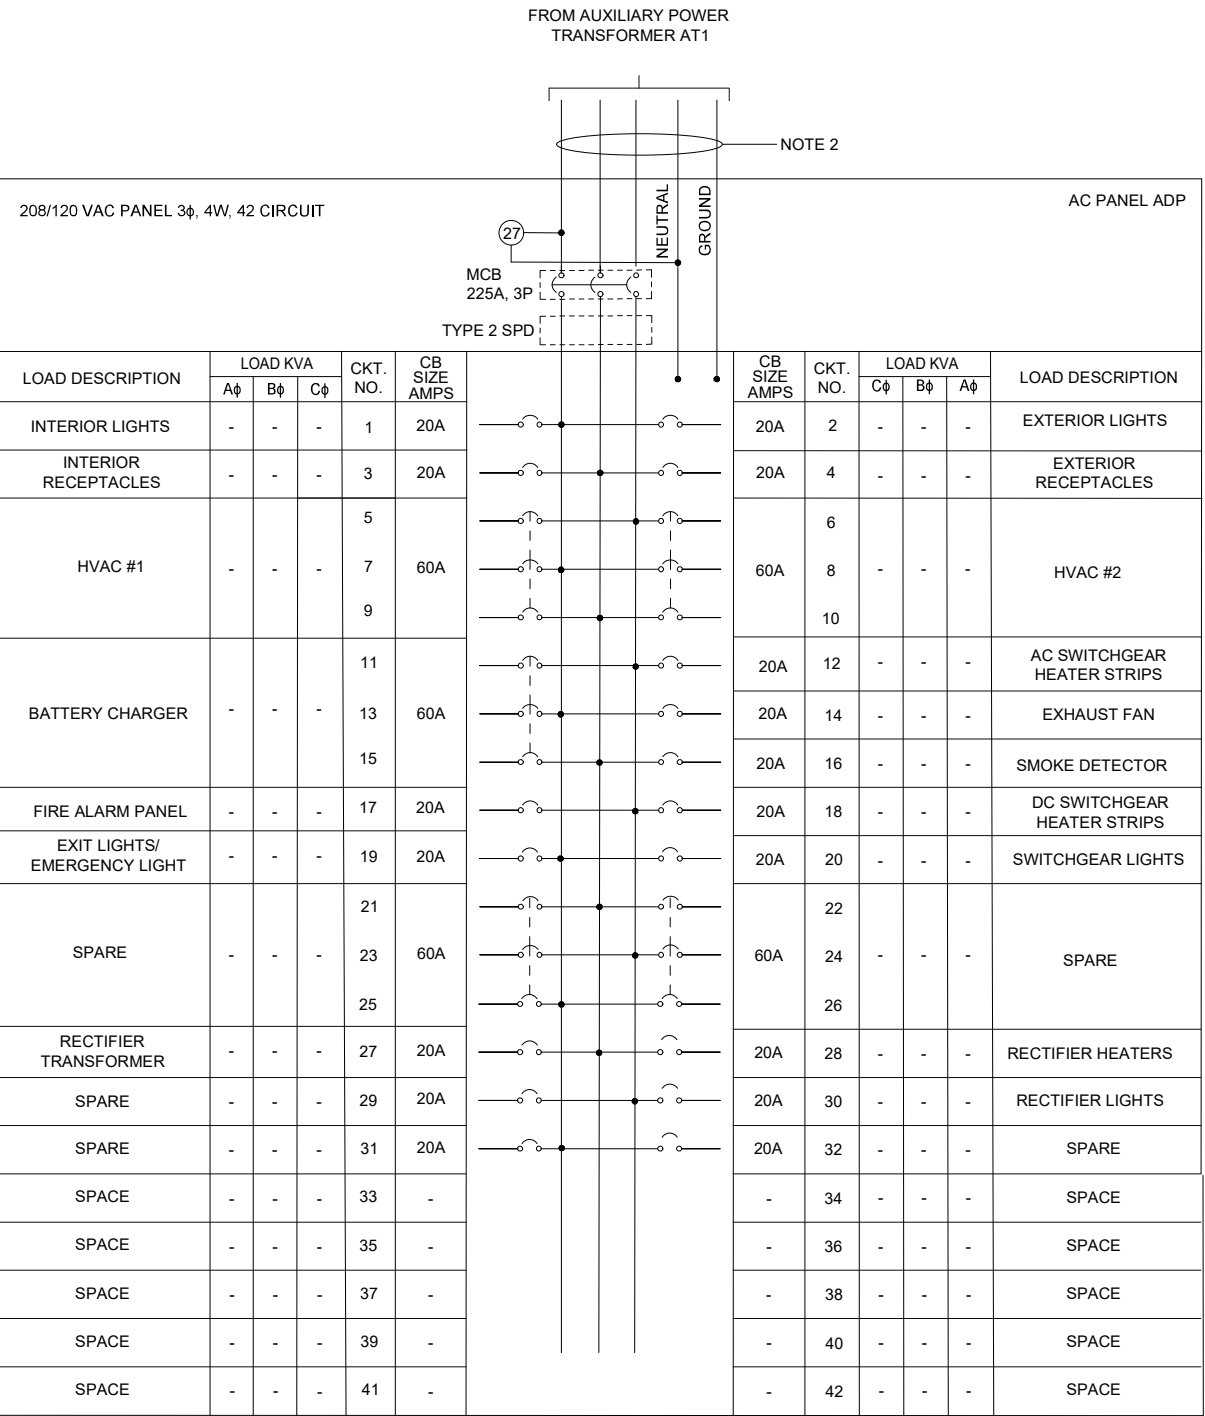 FROM AUXILIARY POWER
TRANSFORMER AT1
NOTE 2
208/120 VAC PANEL 3ϕ, 4W, 42 CIRCUIT
AC PANEL ADP
NEUTRAL
GROUND
27
MCB
225A, 3P
TYPE 2 SPD
LOAD DESCRIPTION LOAD KVA CKT. NO. CB SIZE AMPS CB SIZE AMPS CKT. NO. LOAD KVA LOAD DESCRIPTION
Aϕ Bϕ Cϕ Cϕ Bϕ Aϕ
INTERIOR LIGHTS - - - 1 20A 20A 2 - - - EXTERIOR LIGHTS
INTERIOR RECEPTACLES - - - 3 20A 20A 4 - - - EXTERIOR RECEPTACLES
5 6
HVAC #1 - - - 7 60A 60A 8 - - - HVAC #2
9 10
11 20A 12 - - - AC SWITCHGEAR HEATER STRIPS
BATTERY CHARGER - - - 13 60A 20A 14 - - - EXHAUST FAN
15 20A 16 - - - SMOKE DETECTOR
FIRE ALARM PANEL - - - 17 20A 20A 18 - - - DC SWITCHGEAR HEATER STRIPS
EXIT LIGHTS/ EMERGENCY LIGHT - - - 19 20A 20A 20 - - - SWITCHGEAR LIGHTS
21 22
SPARE - - - 23 60A 60A 24 - - - SPARE
25 26
RECTIFIER TRANSFORMER - - - 27 20A 20A 28 - - - RECTIFIER HEATERS
SPARE - - - 29 20A 20A 30 - - - RECTIFIER LIGHTS
SPARE - - - 31 20A 20A 32 - - - SPARE
SPACE - - - 33 - - 34 - - - SPACE
SPACE - - - 35 - - 36 - - - SPACE
SPACE - - - 37 - - 38 - - - SPACE
SPACE - - - 39 - - 40 - - - SPACE
SPACE - - - 41 - - 42 - - - SPACE